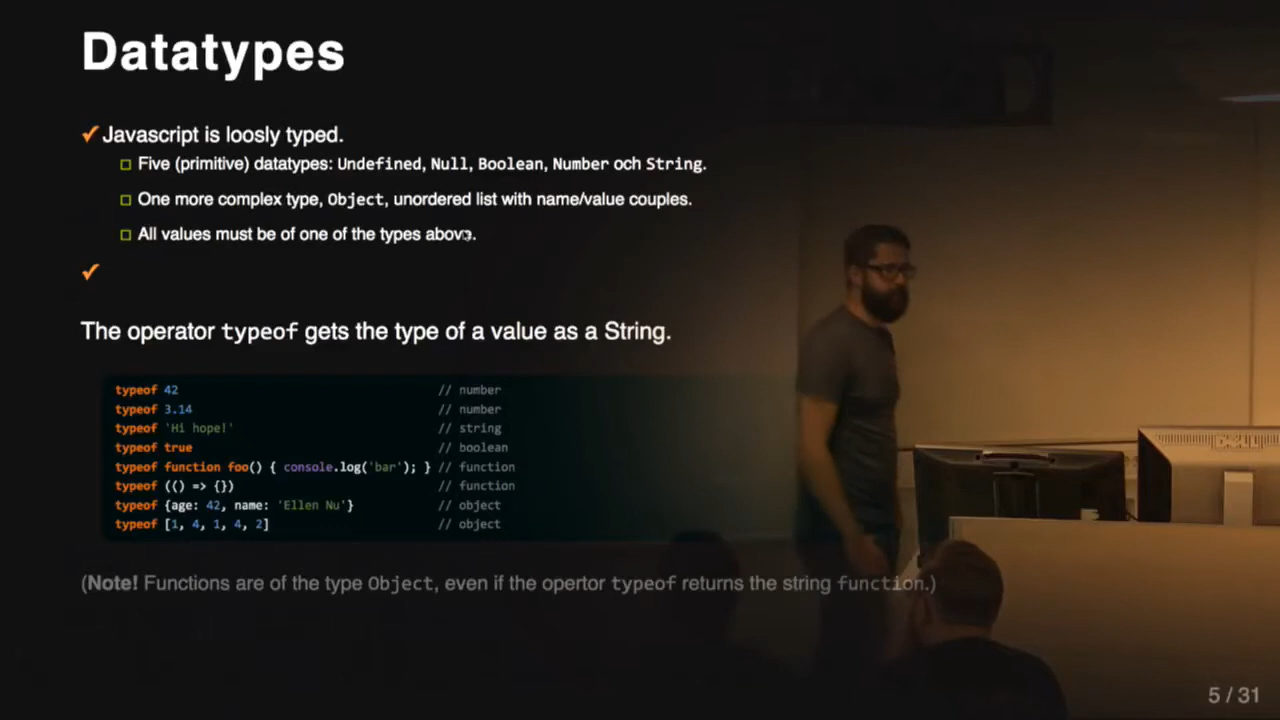 Datatypes
✔ Javascript is loosly typed.
Five (primitive) datatypes: Undefined, Null, Boolean, Number och String.
One more complex type, Object, unordered list with name/value couples.
All values must be of one of the types above.
✔
The operator typeof gets the type of a value as a String.
typeof 42 // number
typeof 3.14 // number
typeof 'Hi hope!' // string
typeof true // boolean
typeof function foo() { console.log('bar'); } // function
typeof (() => {}) // function
typeof {age: 42, name: 'Ellen Nu'} // object
typeof [1, 4, 1, 4, 2] // object
DELL
(Note! Functions are of the type Object, even if the opertor typeof returns the string function.)
5 / 31